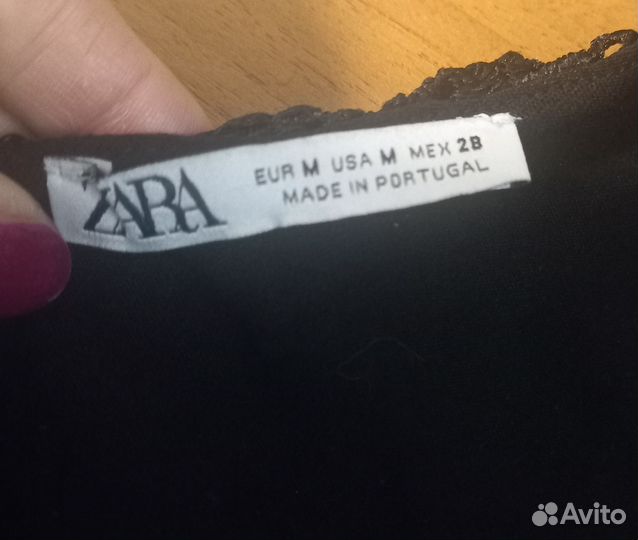 ZARA
EUR M USA M MEX 28
MADE IN PORTUGAL
Avito